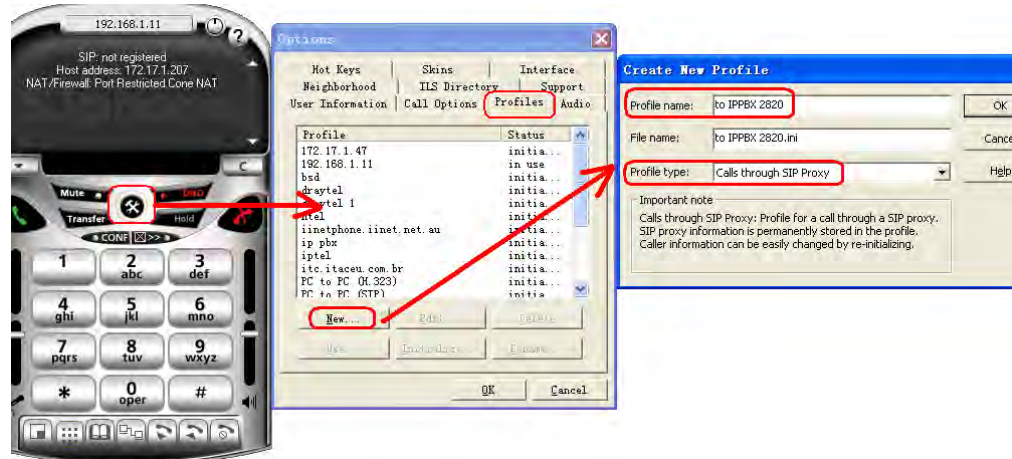 192.168.1.11
?
SIP: not registered
Host address: 172.17.1.207
NAT/Firewall: Port Restricted Cone NAT
C
Mute
DND
Transfer
Hold
CONF >>
1
2
abc
3
def
4
ghi
5
jkl
6
mno
7
pqrs
8
tuv
9
wxyz
*
0
oper
#
Options
Hot Keys Skins Interface
Neighborhood ILS Directory Support
User Information Call Options Profiles Audio
Profile Status
172.17.1.47 initia...
192.168.1.11 in use
bsd initia...
draytel initia...
initia...
initia...
iinetphone.iinet.net.au initia...
ip pbx initia...
iptel initia...
itc.itaceu.com.br initia...
PC to PC (H.323) initia...
PC to PC (SIP) initia
New... Edit... Delete
Use... Initialize... Rename...
OK Cancel
Create New Profile
Profile name: to IPPBX 2820 OK
File name: to IPPBX 2820.ini Cance
Profile type: Calls through SIP Proxy Help
Important note
Calls through SIP Proxy: Profile for a call through a SIP proxy.
SIP proxy information is permanently stored in the profile.
Caller information can be easily changed by re-initializing.